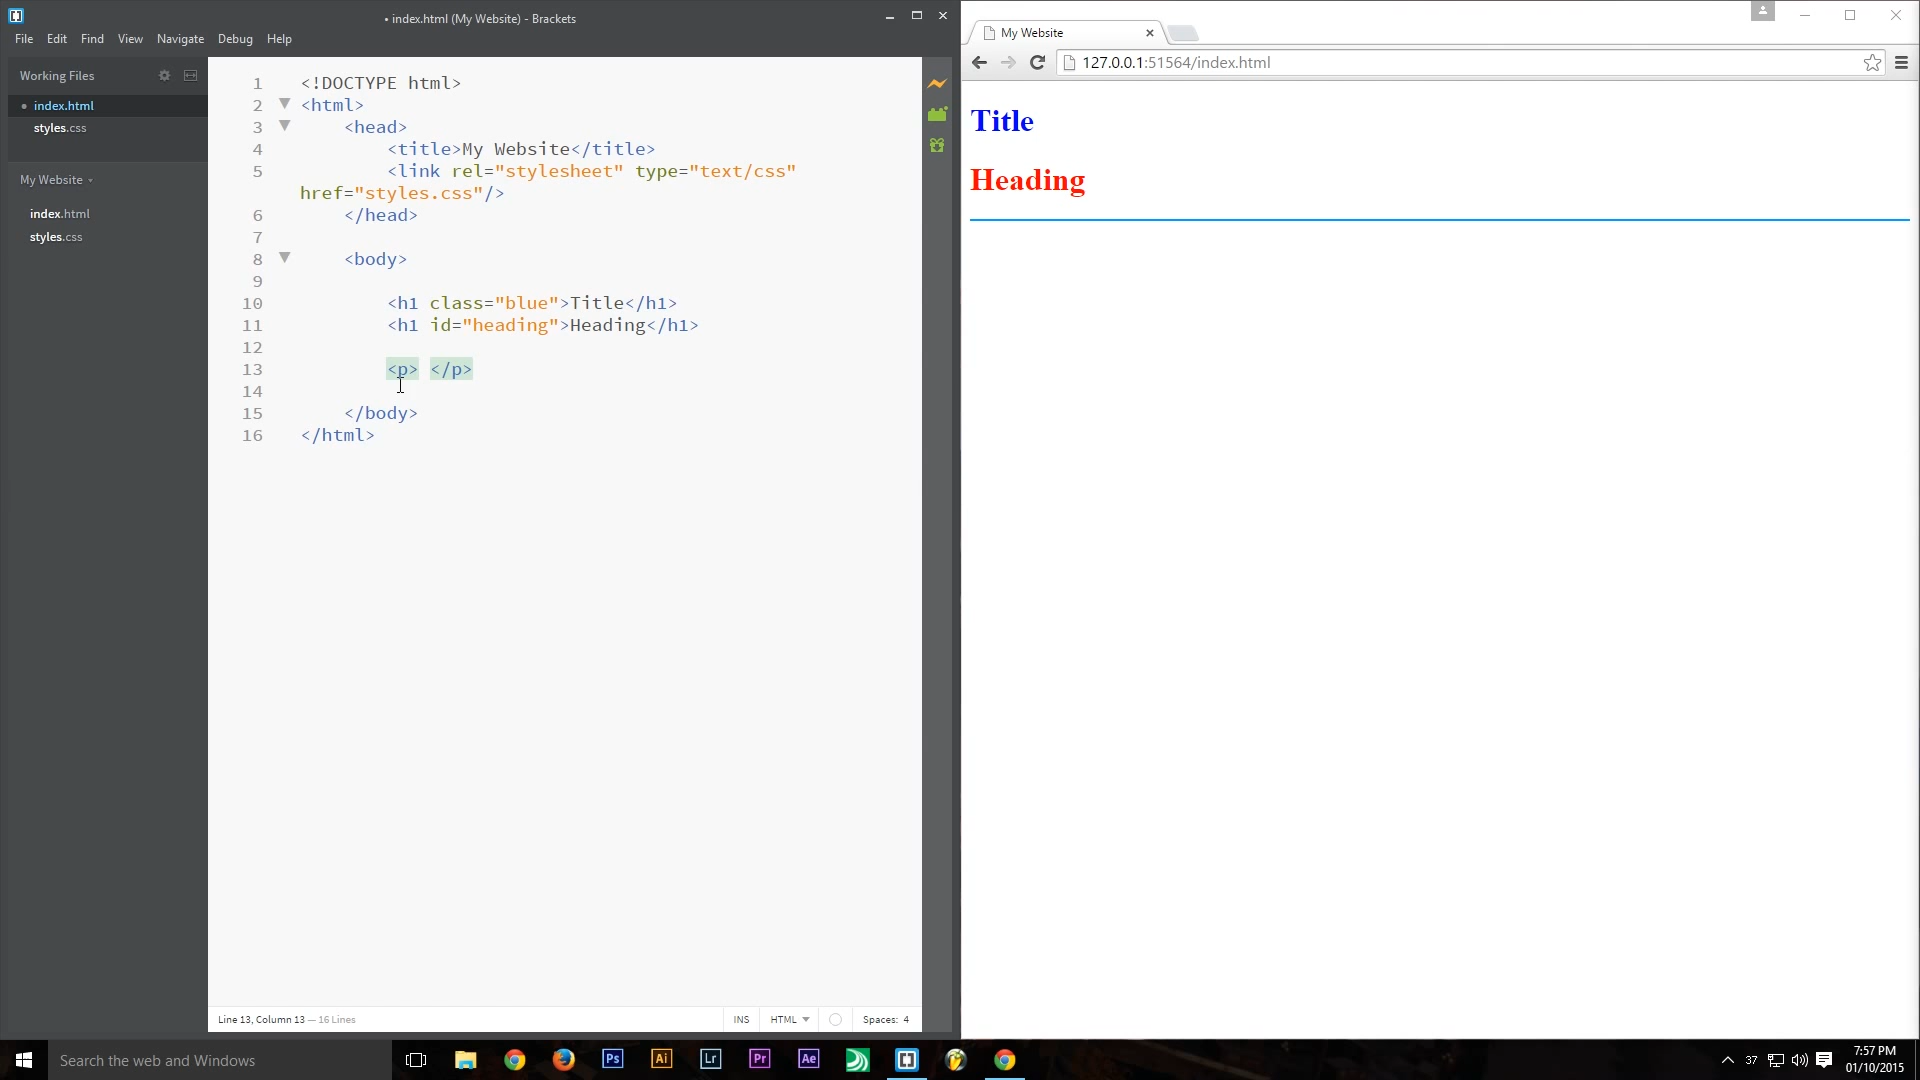 • index.html (My Website) - Brackets
File Edit Find View Navigate Debug Help
Working Files
index.html
styles.css
My Website
index.html
styles.css
1 <!DOCTYPE html>
2 <html>
3 <head>
4 <title>My Website</title>
5 <link rel="stylesheet" type="text/css"
href="styles.css"/>
6 </head>
7
8 <body>
9
10 <h1 class="blue">Title</h1>
11 <h1 id="heading">Heading</h1>
12
13 <p> </p>
14
15 </body>
16 </html>
Line 13, Column 13 — 16 Lines
INS HTML Spaces: 4
My Website
127.0.0.1:51564/index.html
Title
Heading
Search the web and Windows
Ps Ai Lr Pr Ae
37
7:57 PM
01/10/2015